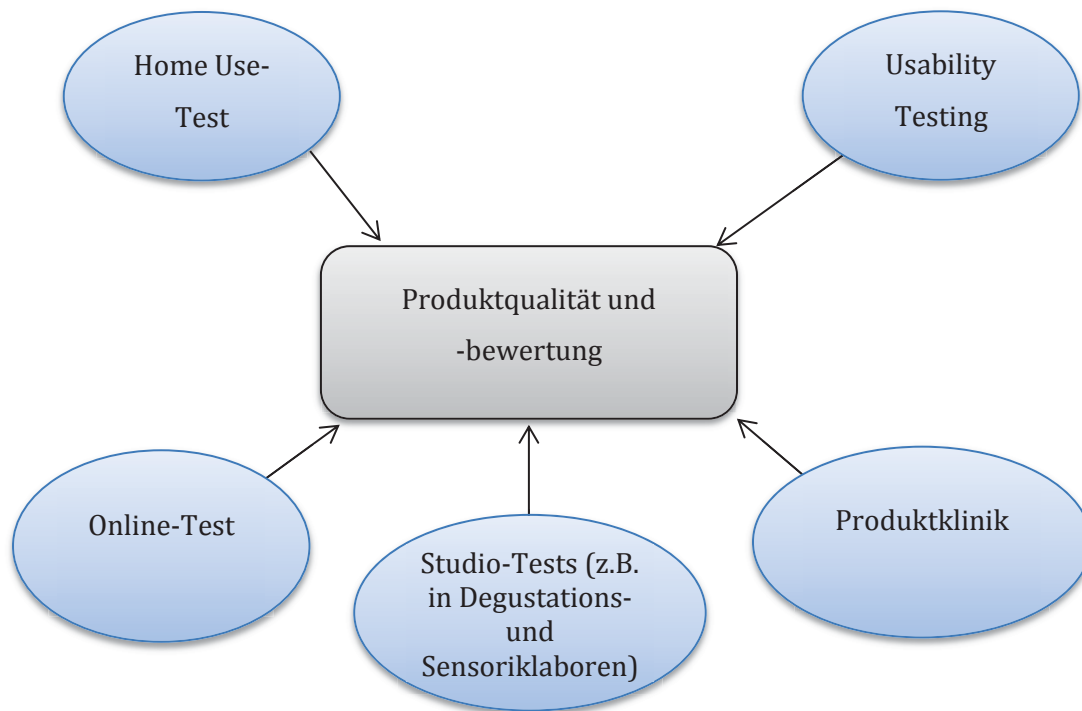 Home Use-
Test
Usability
Testing
Produktqualität und
-bewertung
Online-Test
Studio-Tests (z.B.
in Degustations-
und
Sensoriklaboren)
Produktklinik